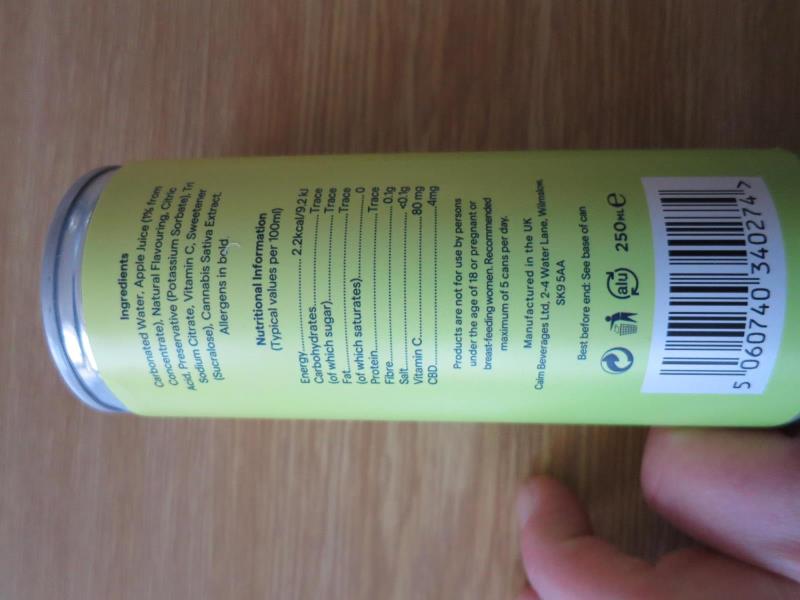 Ingredients
Carbonated Water, Apple Juice (1% from
Concentrate), Natural Flavouring, Citric
Acid, Preservative (Potassium Sorbate), Tri
Sodium Citrate, Vitamin C, Sweetener
(Sucralose), Cannabis Sativa Extract.
Allergens in bold.
Nutritional Information
(Typical values per 100ml)
Energy.................... 2.2kcal/9.2 kJ
Carbohydrates.................... Trace
(of which sugar).................... Trace
Fat.................... Trace
(of which saturates).................... 0
Protein.................... Trace
Fibre.................... 0.1g
Salt.................... <0.1g
Vitamin C.................... 80 mg
CBD.................... 4mg
Products are not for use by persons
under the age of 18 or pregnant or
breast-feeding women. Recommended
maximum of 5 cans per day.
Manufactured in the UK
Calm Beverages Ltd, 2-4 Water Lane, Wilmslow
SK9 5AA
Best before end: See base of can
alu 250ML e
5 060740 340274 >